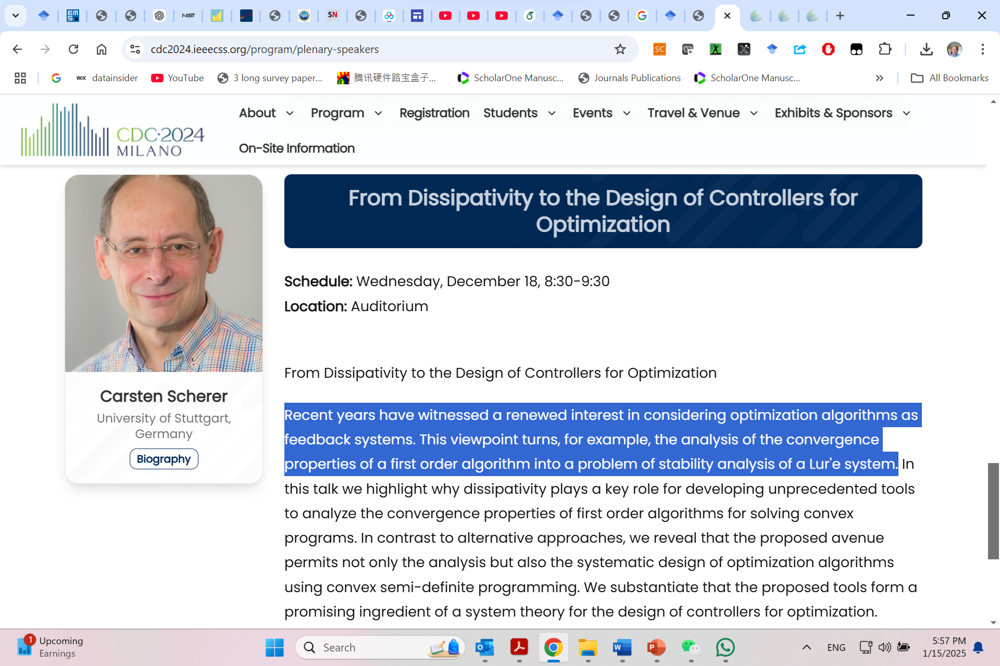 NIST
SN
cdc2024.ieeecss.org/program/plenary-speakers
SC
WIX datainsider
YouTube
3 long survey paper...
腾讯硬件路宝盒子...
ScholarOne Manusc...
Journals Publications
ScholarOne Manusc...
All Bookmarks
CDC·2024
MILANO
About
Program
Registration
Students
Events
Travel & Venue
Exhibits & Sponsors
On-Site Information
From Dissipativity to the Design of Controllers for
Optimization
Schedule: Wednesday, December 18, 8:30-9:30
Location: Auditorium
Carsten Scherer
University of Stuttgart,
Germany
Biography
From Dissipativity to the Design of Controllers for Optimization
Recent years have witnessed a renewed interest in considering optimization algorithms as
feedback systems. This viewpoint turns, for example, the analysis of the convergence
properties of a first order algorithm into a problem of stability analysis of a Lur'e system. In
this talk we highlight why dissipativity plays a key role for developing unprecedented tools
to analyze the convergence properties of first order algorithms for solving convex
programs. In contrast to alternative approaches, we reveal that the proposed avenue
permits not only the analysis but also the systematic design of optimization algorithms
using convex semi-definite programming. We substantiate that the proposed tools form a
promising ingredient of a system theory for the design of controllers for optimization.
1
Upcoming
Earnings
Search
ENG
5:57 PM
1/15/2025